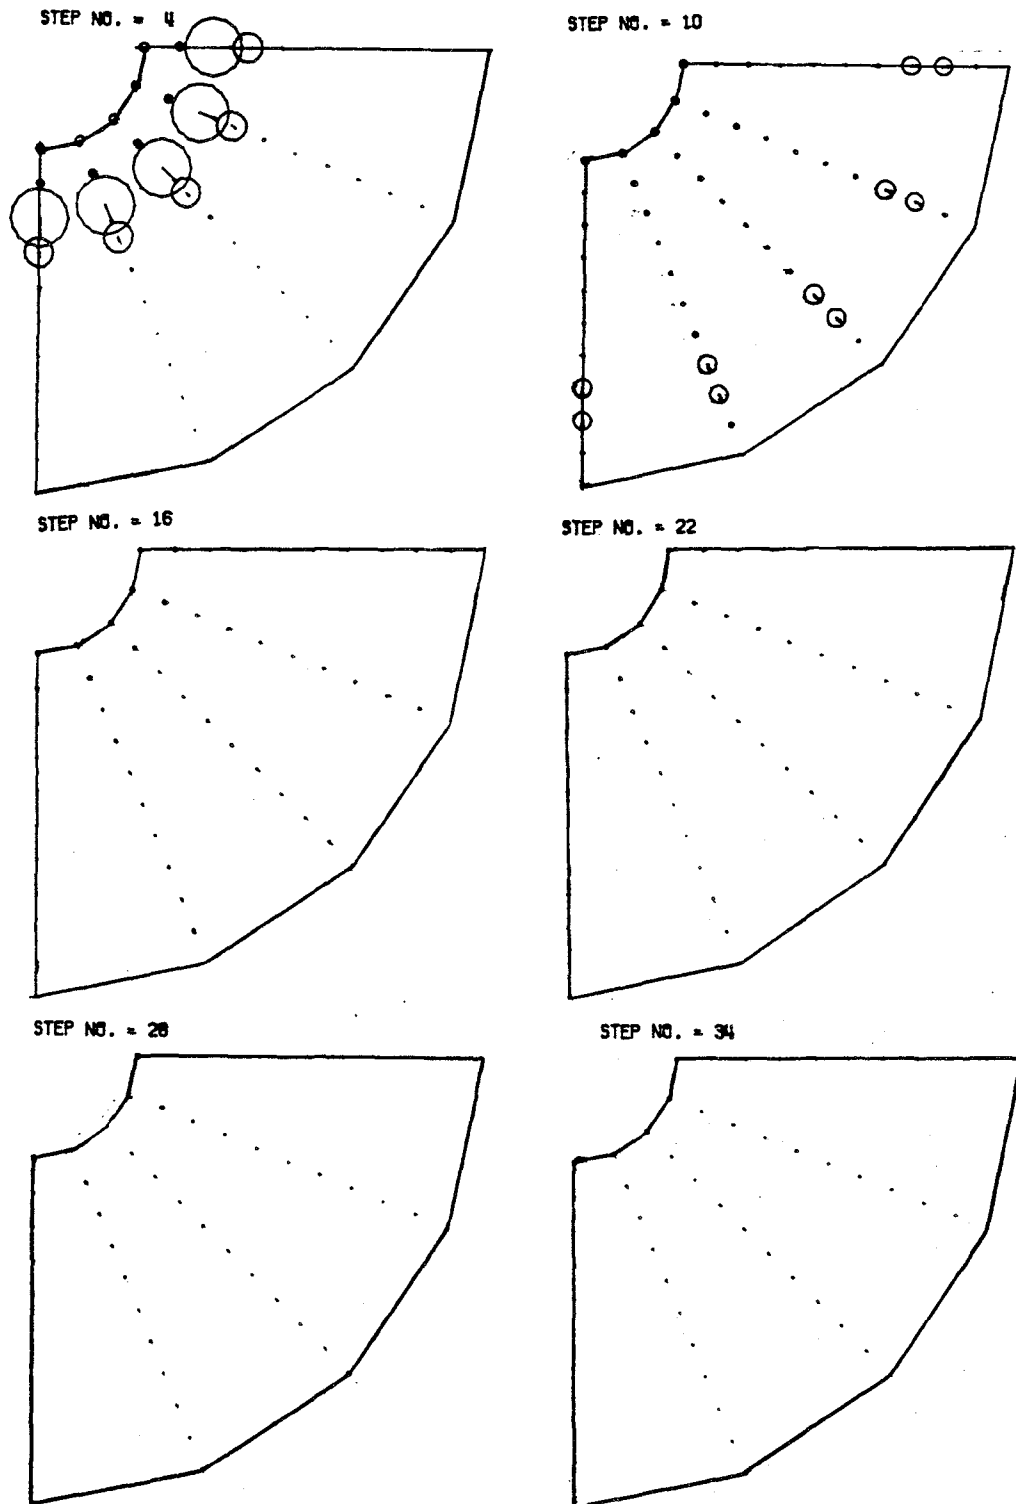 STEP NO. = 4
STEP NO. = 10
STEP NO. = 16
STEP NO. = 22
STEP NO. = 28
STEP NO. = 34